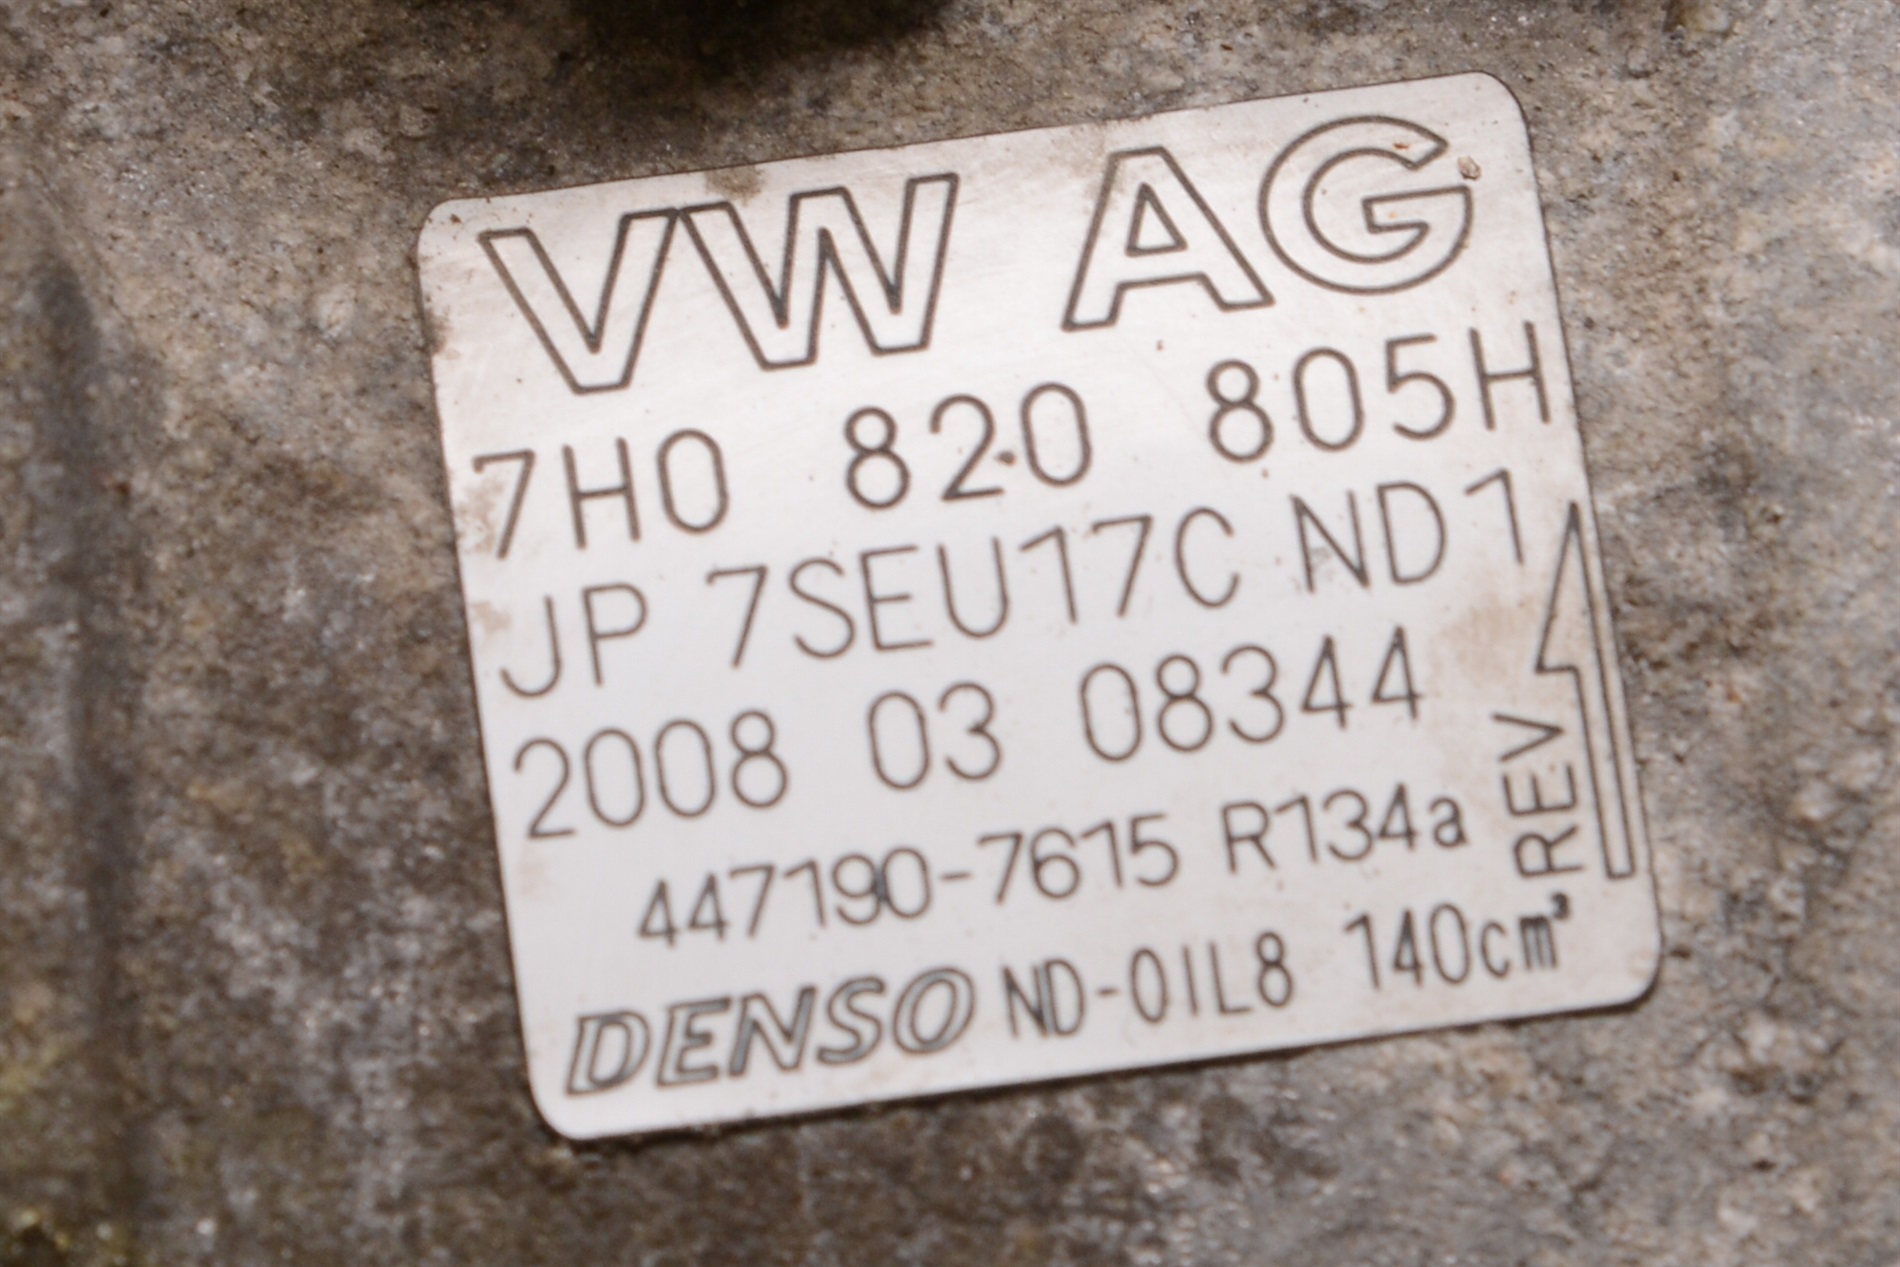 VW AG
7H0 820 805H
JP 7SEU17C ND1
2008 03 08344
447190-7615 R134a
DENSO ND-OIL8 140cm³
REV